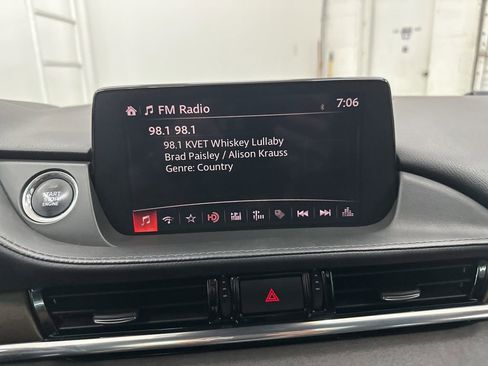 FM Radio
7:06
98.1 98.1
98.1 KVET Whiskey Lullaby
Brad Paisley / Alison Krauss
Genre: Country
START
STOP
ENGINE